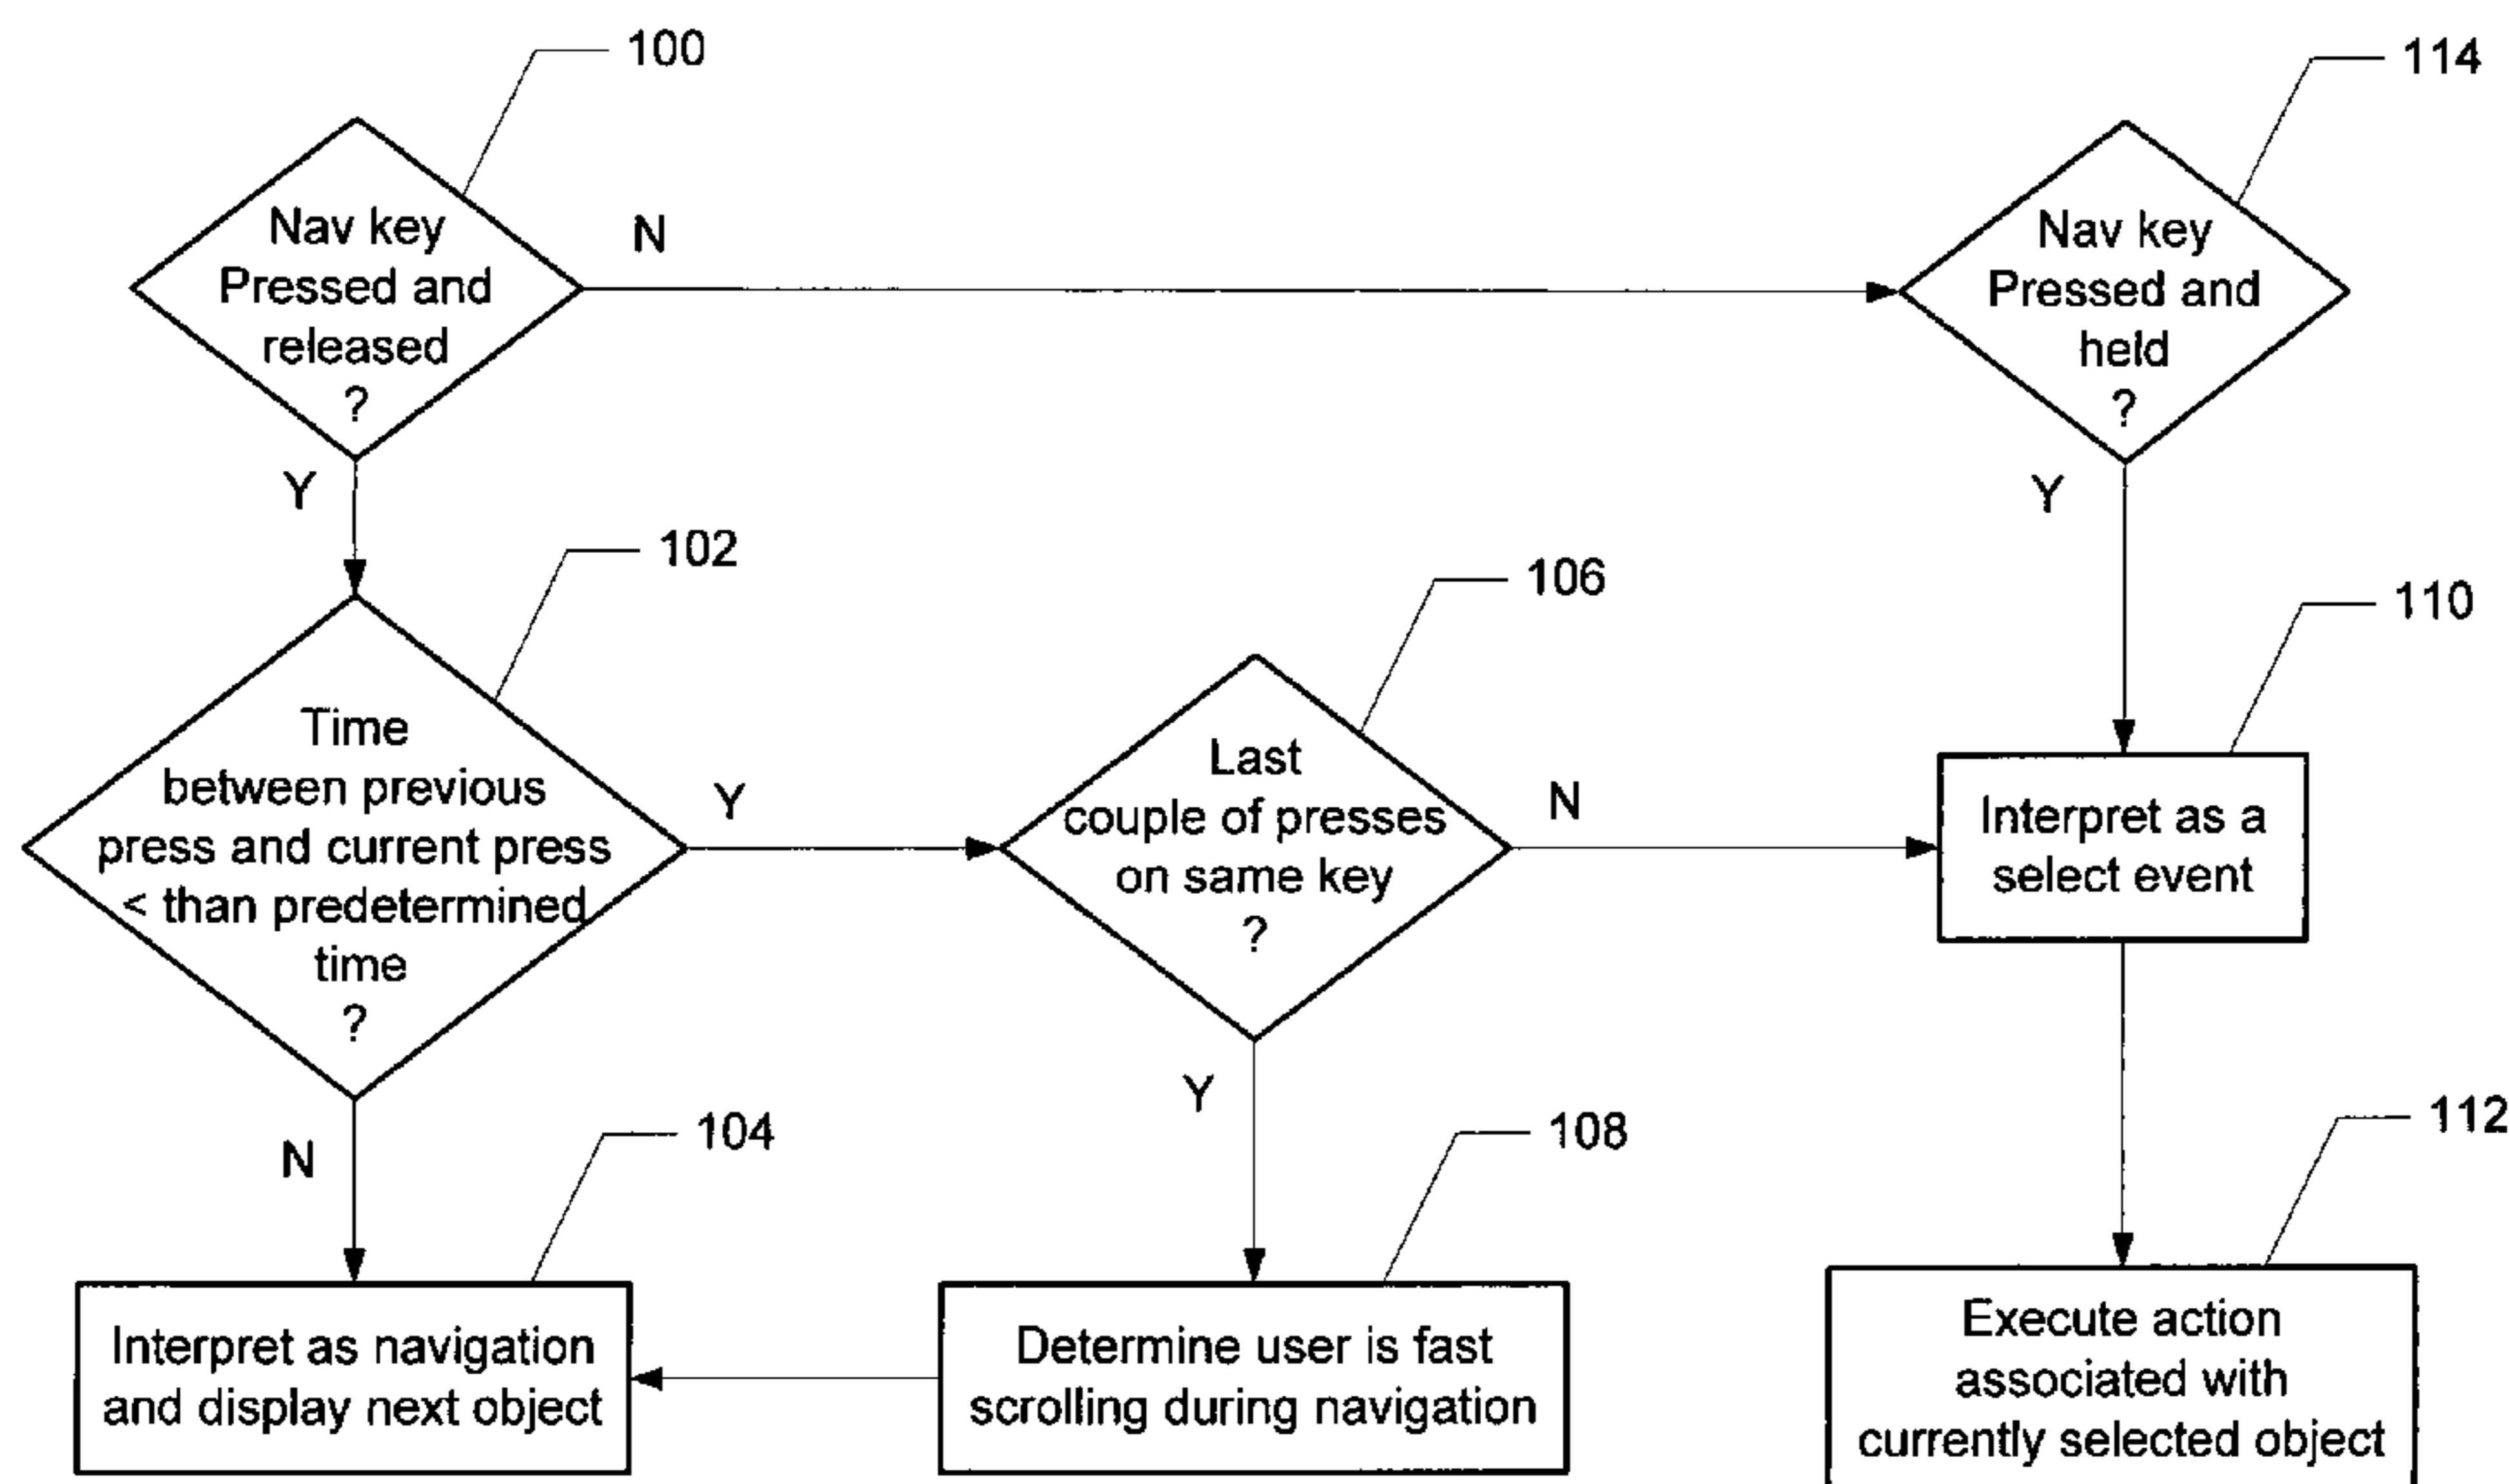 100
114
Nav key
Pressed and
released
?
N
Nav key
Pressed and
held
?
Y
Y
102
106
110
Time
between previous
press and current press
< than predetermined
time
?
Y
Last
couple of presses
on same key
?
N
Interpret as a
select event
N
104
Y
108
112
Interpret as navigation
and display next object
Determine user is fast
scrolling during navigation
Execute action
associated with
currently selected object